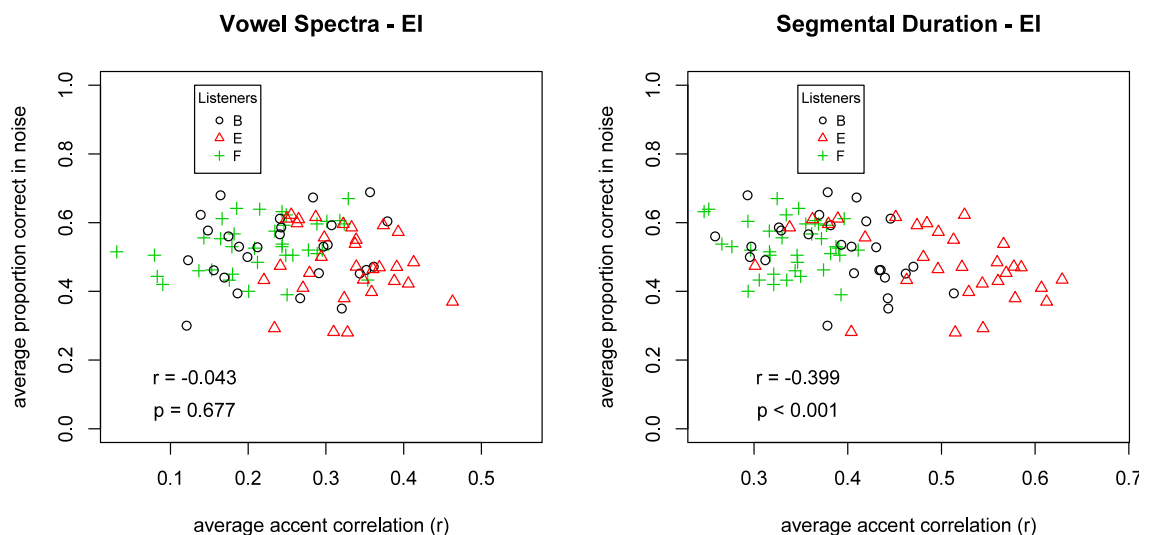 Vowel Spectra - EI
average proportion correct in noise
1.0
0.8
0.6
0.4
0.2
0.0
Listeners
B
E
F
r = -0.043
p = 0.677
0.1 0.2 0.3 0.4 0.5
average accent correlation (r)
Segmental Duration - EI
average proportion correct in noise
1.0
0.8
0.6
0.4
0.2
0.0
Listeners
B
E
F
r = -0.399
p < 0.001
0.3 0.4 0.5 0.6 0.7
average accent correlation (r)